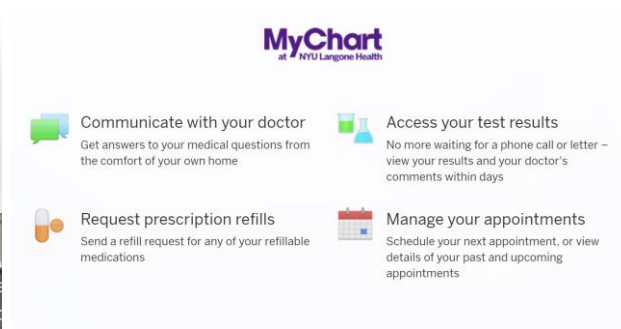 MyChart
at NYU Langone Health
Communicate with your doctor
Get answers to your medical questions from
the comfort of your own home
Access your test results
No more waiting for a phone call or letter –
view your results and your doctor's
comments within days
Request prescription refills
Send a refill request for any of your refillable
medications
Manage your appointments
Schedule your next appointment, or view
details of your past and upcoming
appointments